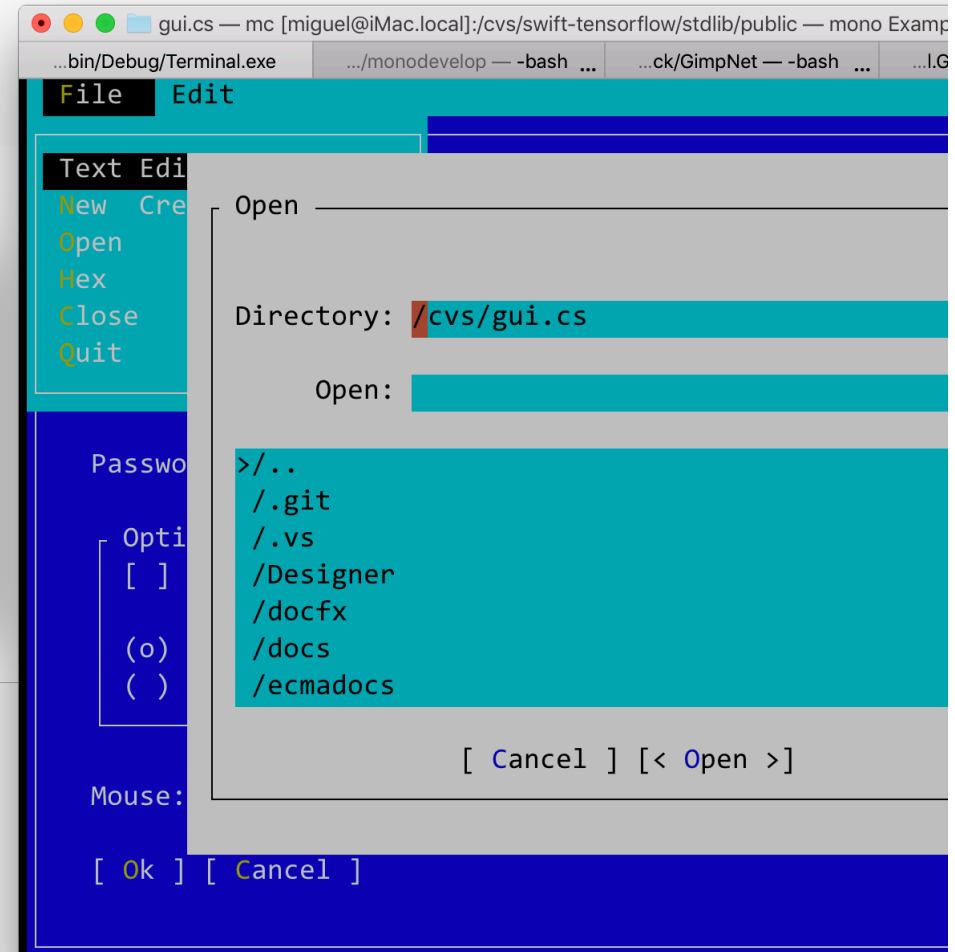 gui.cs — mc [miguel@iMac.local]:/cvs/swift-tensorflow/stdlib/public — mono Examp
...bin/Debug/Terminal.exe .../monodevelop — -bash ... ...ck/GimpNet — -bash ... ...l.G
File Edit
Text Edi
New Cre
Open
Hex
Close
Quit
Open
Directory: /cvs/gui.cs
Open:
>/..
/.git
/.vs
/Designer
/docfx
/docs
/ecmadocs
[ Cancel ] [< Open >]
Passwo
Opti
[ ]
(o)
( )
Mouse:
[ Ok ] [ Cancel ]